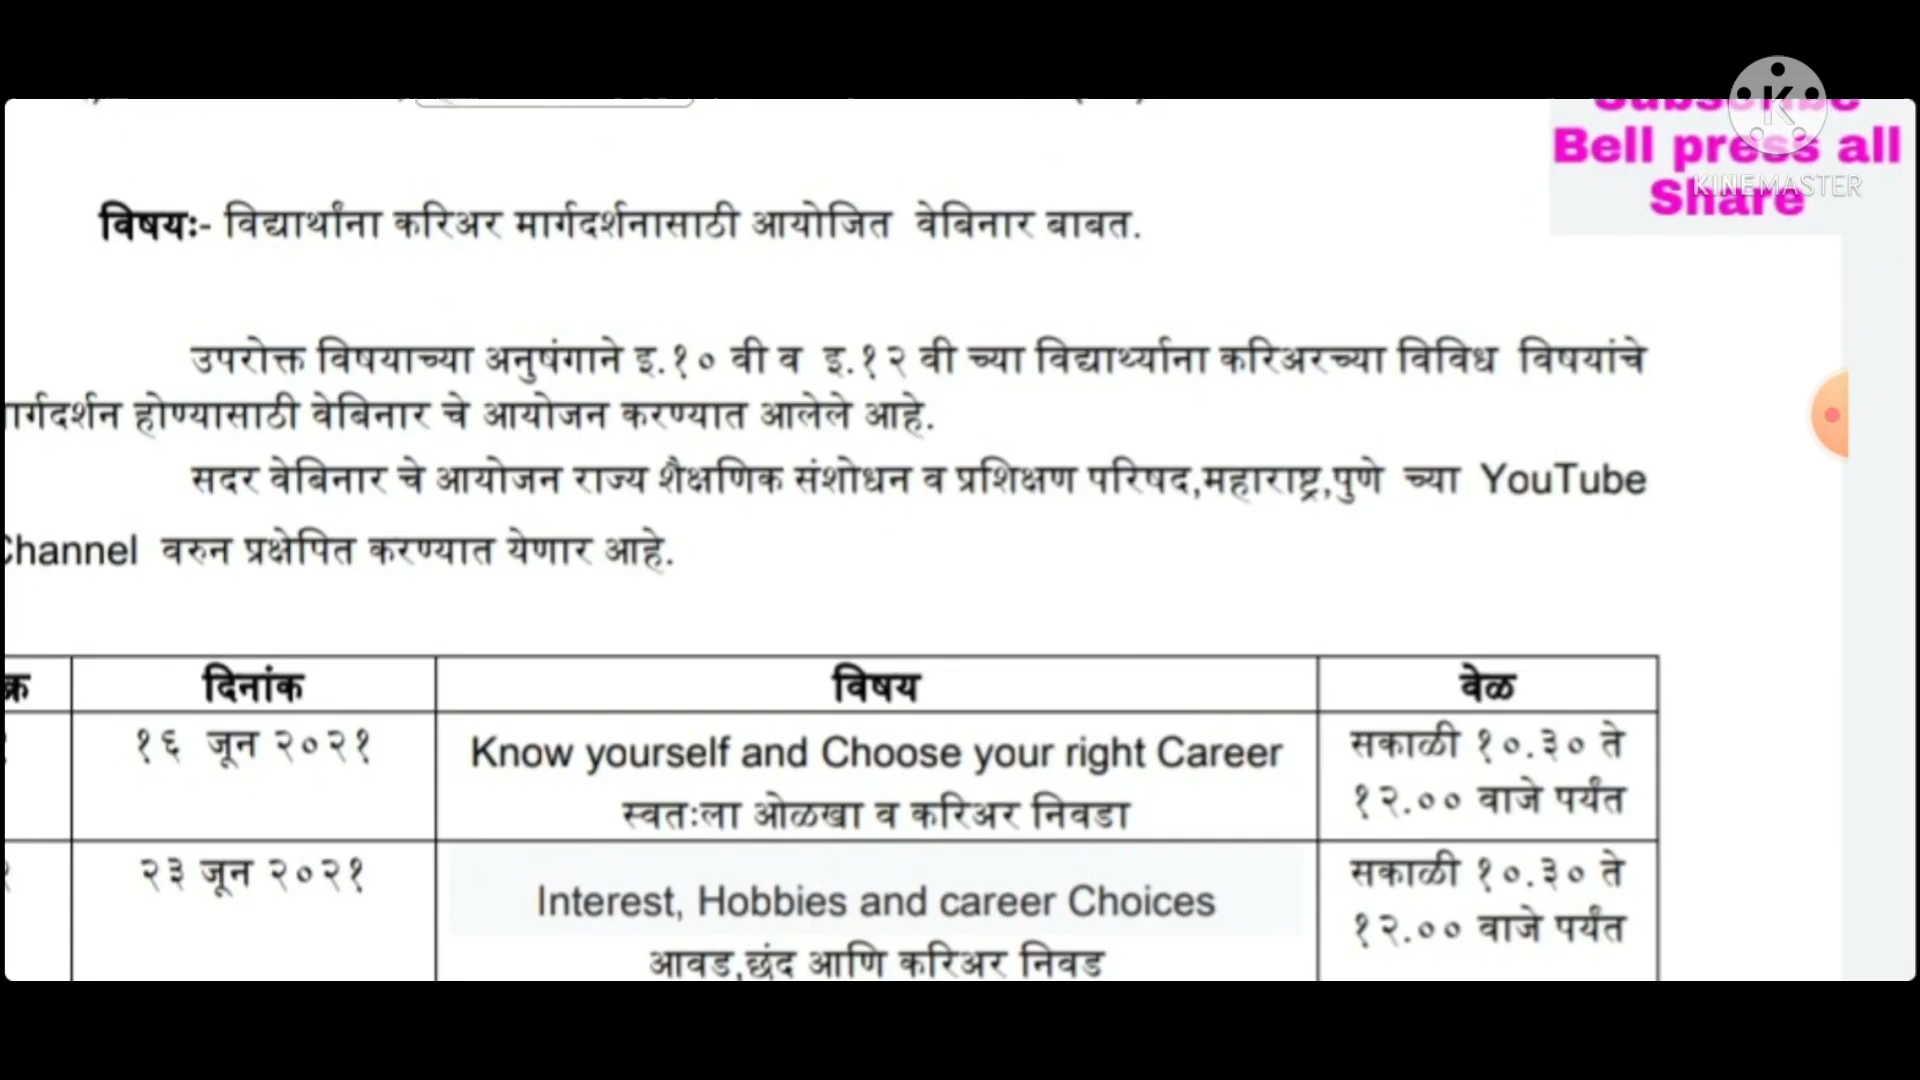 Subscribe
Bell press all
Share
KINEMASTER
विषयः- विद्यार्थांना करिअर मार्गदर्शनासाठी आयोजित वेबिनार बाबत.
उपरोक्त विषयाच्या अनुषंगाने इ.१० वी व इ.१२ वी च्या विद्यार्थ्याना करिअरच्या विविध विषयांचे
ार्गदर्शन होण्यासाठी वेबिनार चे आयोजन करण्यात आलेले आहे.
सदर वेबिनार चे आयोजन राज्य शैक्षणिक संशोधन व प्रशिक्षण परिषद,महाराष्ट्र,पुणे च्या YouTube
Channel वरुन प्रक्षेपित करण्यात येणार आहे.
क्र दिनांक विषय वेळ
१६ जून २०२१ Know yourself and Choose your right Career सकाळी १०.३० ते
स्वतःला ओळखा व करिअर निवडा १२.०० वाजे पर्यंत
२३ जून २०२१ Interest, Hobbies and career Choices सकाळी १०.३० ते
आवड,छंद आणि करिअर निवड १२.०० वाजे पर्यंत